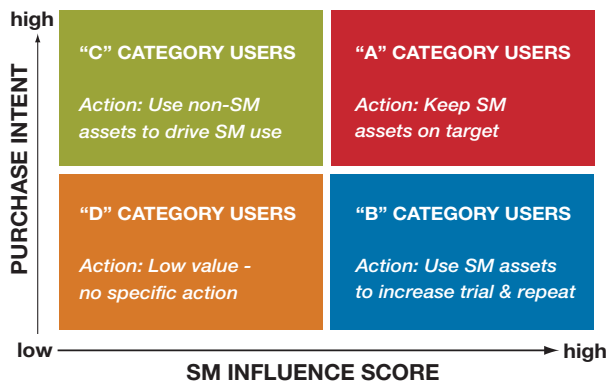 high
PURCHASE INTENT
“C” CATEGORY USERS
Action: Use non-SM
assets to drive SM use
“A” CATEGORY USERS
Action: Keep SM
assets on target
“D” CATEGORY USERS
Action: Low value -
no specific action
“B” CATEGORY USERS
Action: Use SM assets
to increase trial & repeat
low
high
SM INFLUENCE SCORE